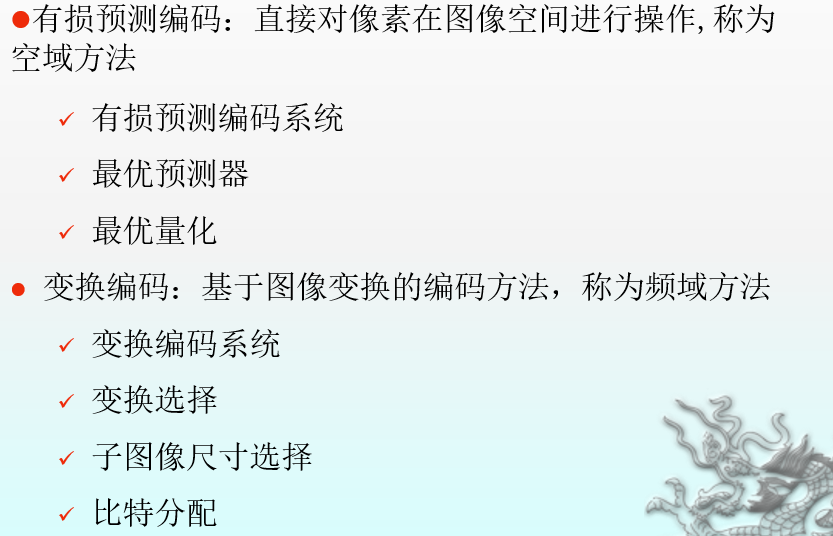 ●有损预测编码：直接对像素在图像空间进行操作,称为
空域方法
✓ 有损预测编码系统
✓ 最优预测器
✓ 最优量化
● 变换编码：基于图像变换的编码方法，称为频域方法
✓ 变换编码系统
✓ 变换选择
✓ 子图像尺寸选择
✓ 比特分配